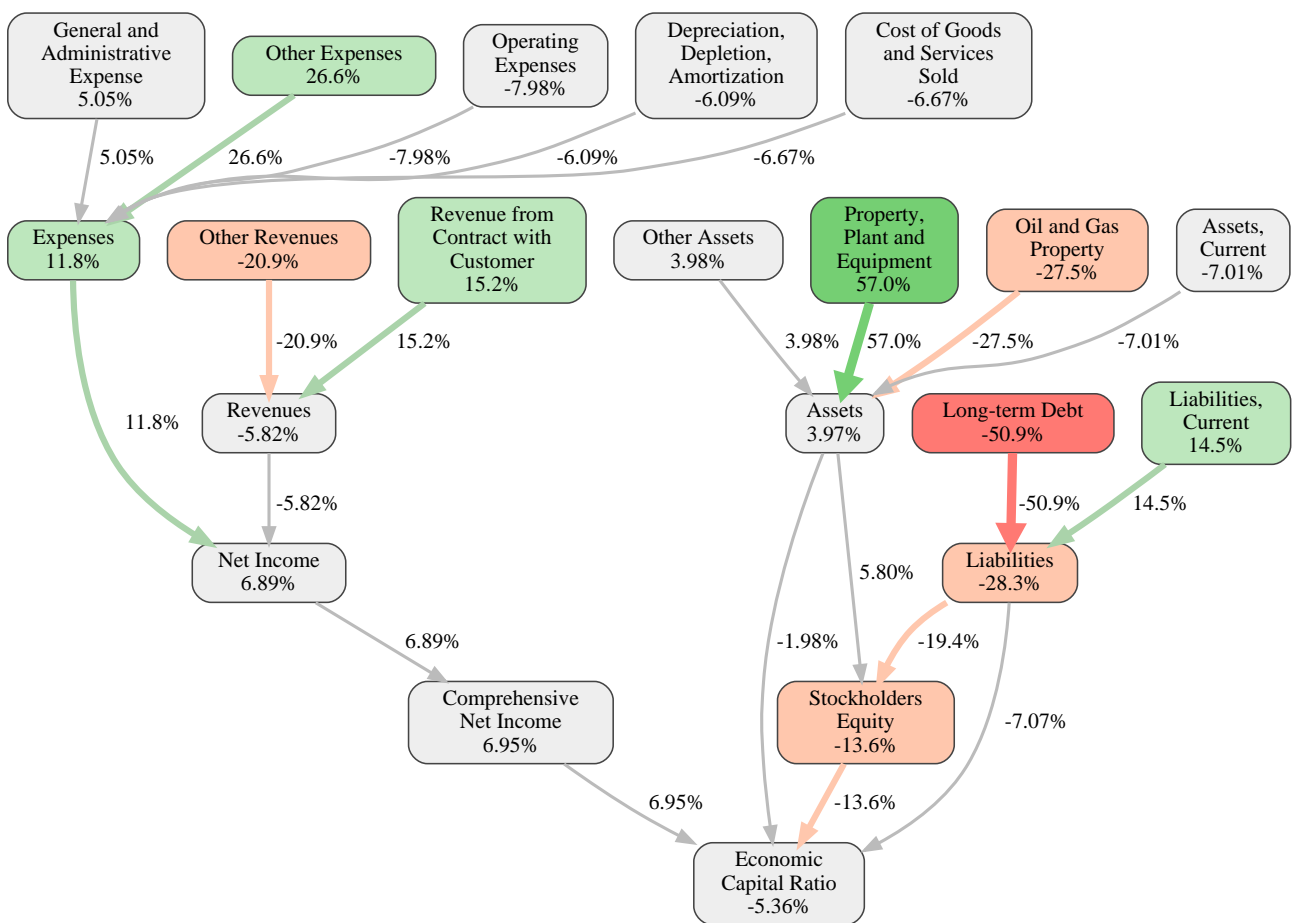 General and
Administrative
Expense
5.05%
Other Expenses
26.6%
Operating
Expenses
-7.98%
Depreciation,
Depletion,
Amortization
-6.09%
Cost of Goods
and Services
Sold
-6.67%
5.05%
26.6%
-7.98%
-6.09%
-6.67%
Expenses
11.8%
Other Revenues
-20.9%
Revenue from
Contract with
Customer
15.2%
Other Assets
3.98%
Property,
Plant and
Equipment
57.0%
Oil and Gas
Property
-27.5%
Assets,
Current
-7.01%
-20.9%
15.2%
3.98%
57.0%
-27.5%
-7.01%
11.8%
Revenues
-5.82%
Assets
3.97%
Long-term Debt
-50.9%
Liabilities,
Current
14.5%
-5.82%
-50.9%
14.5%
Net Income
6.89%
5.80%
Liabilities
-28.3%
6.89%
-1.98%
-19.4%
Comprehensive
Net Income
6.95%
Stockholders
Equity
-13.6%
-7.07%
6.95%
-13.6%
Economic
Capital Ratio
-5.36%